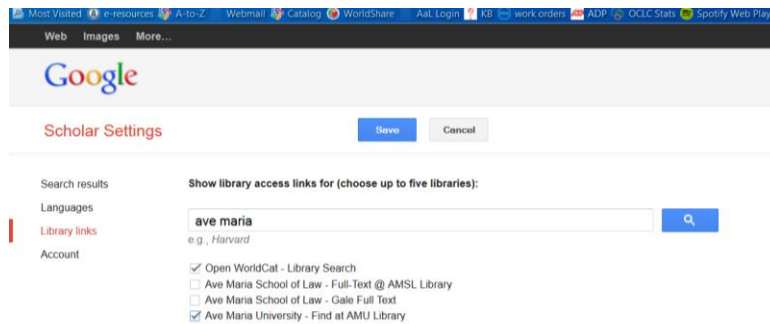 Most Visited e-resources A-to-Z Webmail Catalog WorldShare AaL Login KB work orders ADP OCLC Stats Spotify Web Play
Web Images More...
Google
Scholar Settings Save Cancel
Search results Show library access links for (choose up to five libraries):
Languages
ave maria
Library links
e.g., Harvard
Account
Open WorldCat - Library Search
Ave Maria School of Law - Full-Text @ AMSL Library
Ave Maria School of Law - Gale Full Text
Ave Maria University - Find at AMU Library